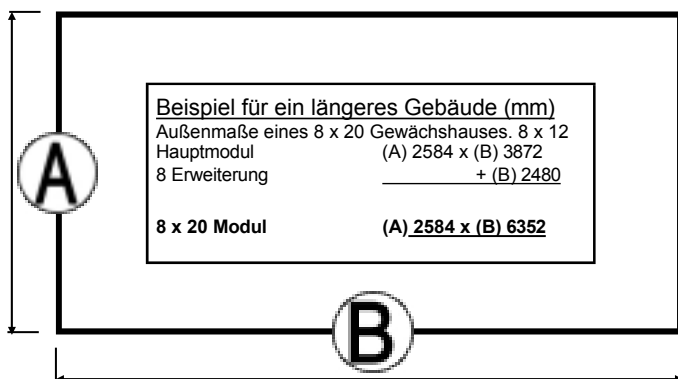 Beispiel für ein längeres Gebäude (mm)
Außenmaße eines 8 x 20 Gewächshauses. 8 x 12
Hauptmodul (A) 2584 x (B) 3872
8 Erweiterung + (B) 2480
8 x 20 Modul (A) 2584 x (B) 6352
A
B